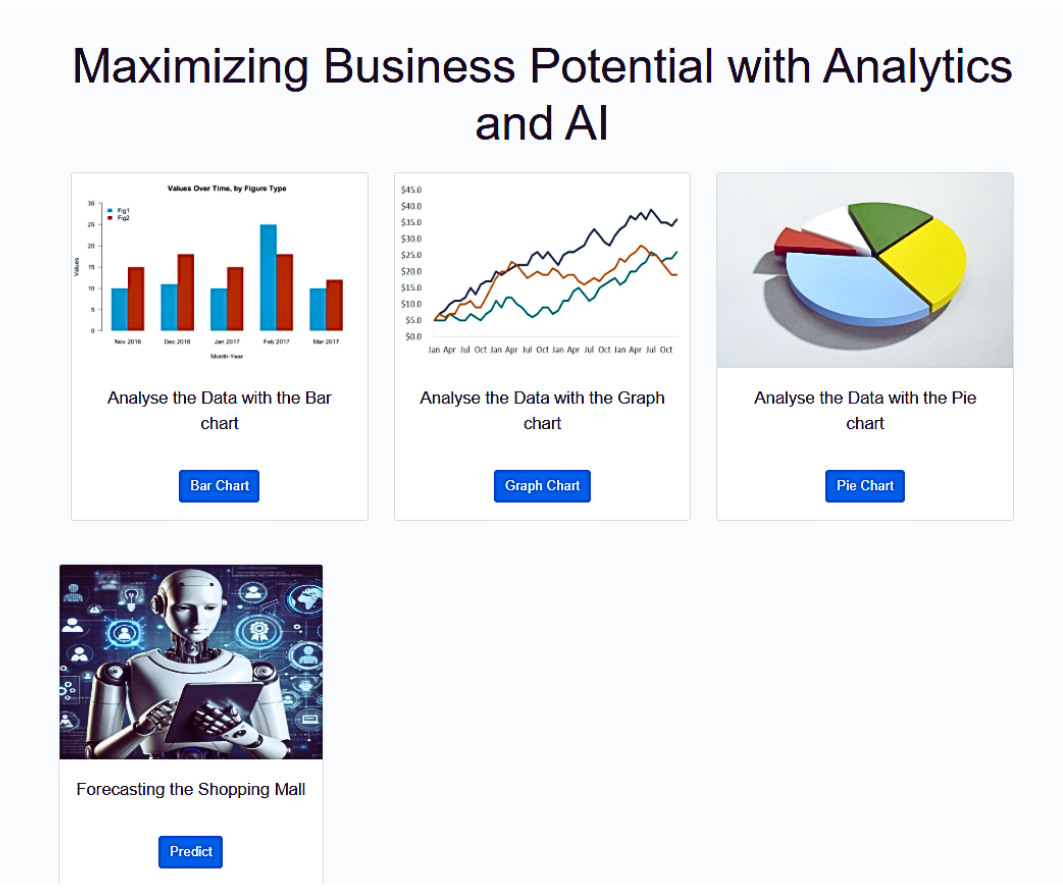 Maximizing Business Potential with Analytics
and AI
Values Over Time, by Figure Type
Fig1
Fig2
30
25
20
15
10
5
0
Values
Nov 2016 Dec 2016 Jan 2017 Feb 2017 Mar 2017
Month-Year
$45.0
$40.0
$35.0
$30.0
$25.0
$20.0
$15.0
$10.0
$5.0
$0.0
Jan Apr Jul Oct Jan Apr Jul Oct Jan Apr Jul Oct Jan Apr Jul Oct
Analyse the Data with the Bar
chart
Bar Chart
Analyse the Data with the Graph
chart
Graph Chart
Analyse the Data with the Pie
chart
Pie Chart
Forecasting the Shopping Mall
Predict